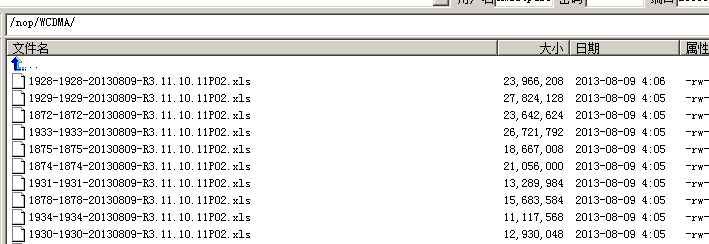 /nop/WCDMA/
文件名 大小 日期 属性
..
1928-1928-20130809-R3.11.10.11P02.xls 23,966,208 2013-08-09 4:06 -rw-
1929-1929-20130809-R3.11.10.11P02.xls 27,824,128 2013-08-09 4:05 -rw-
1872-1872-20130809-R3.11.10.11P02.xls 23,642,624 2013-08-09 4:05 -rw-
1933-1933-20130809-R3.11.10.11P02.xls 26,721,792 2013-08-09 4:05 -rw-
1875-1875-20130809-R3.11.10.11P02.xls 18,667,008 2013-08-09 4:05 -rw-
1874-1874-20130809-R3.11.10.11P02.xls 21,056,000 2013-08-09 4:05 -rw-
1931-1931-20130809-R3.11.10.11P02.xls 13,289,984 2013-08-09 4:05 -rw-
1878-1878-20130809-R3.11.10.11P02.xls 15,683,584 2013-08-09 4:05 -rw-
1934-1934-20130809-R3.11.10.11P02.xls 11,117,568 2013-08-09 4:05 -rw-
1930-1930-20130809-R3.11.10.11P02.xls 12,930,048 2013-08-09 4:05 -rw-